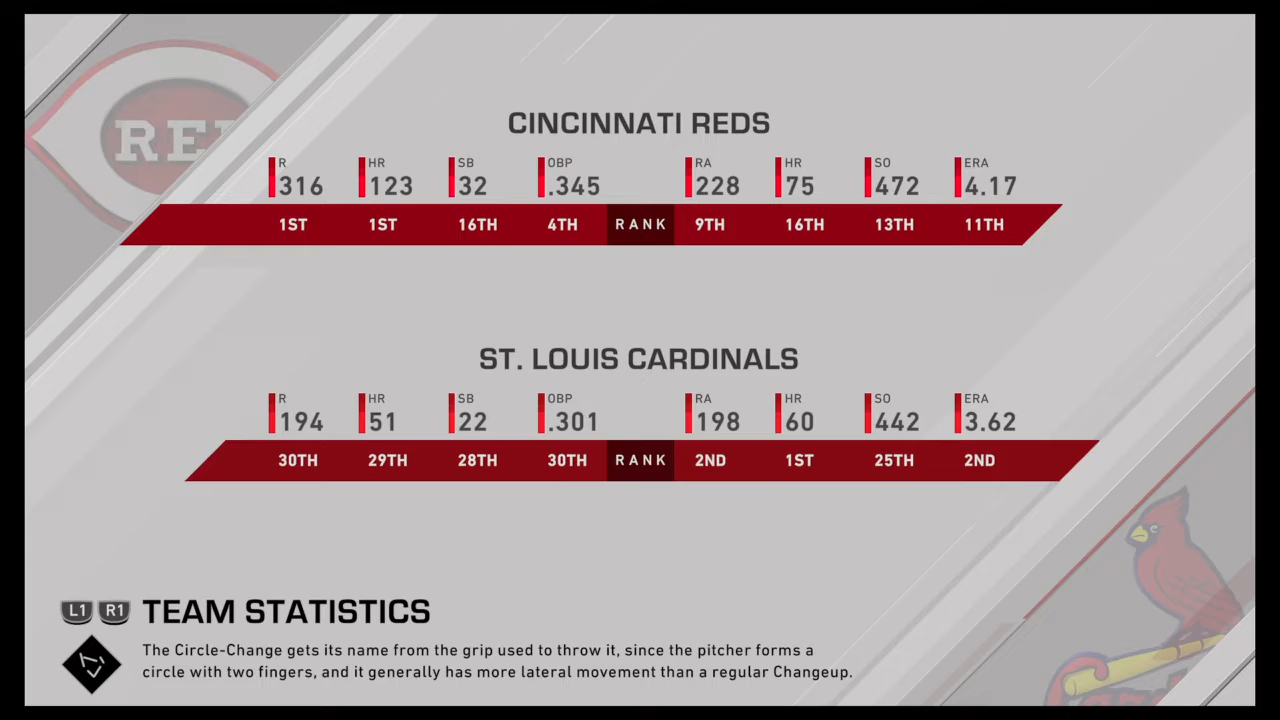 CINCINNATI REDS
R HR SB OBP RA HR SO ERA
316 123 32 .345 228 75 472 4.17
1ST 1ST 16TH 4TH RANK 9TH 16TH 13TH 11TH
ST. LOUIS CARDINALS
R HR SB OBP RA HR SO ERA
194 51 22 .301 198 60 442 3.62
30TH 29TH 28TH 30TH RANK 2ND 1ST 25TH 2ND
L1 R1 TEAM STATISTICS
The Circle-Change gets its name from the grip used to throw it, since the pitcher forms a
circle with two fingers, and it generally has more lateral movement than a regular Changeup.